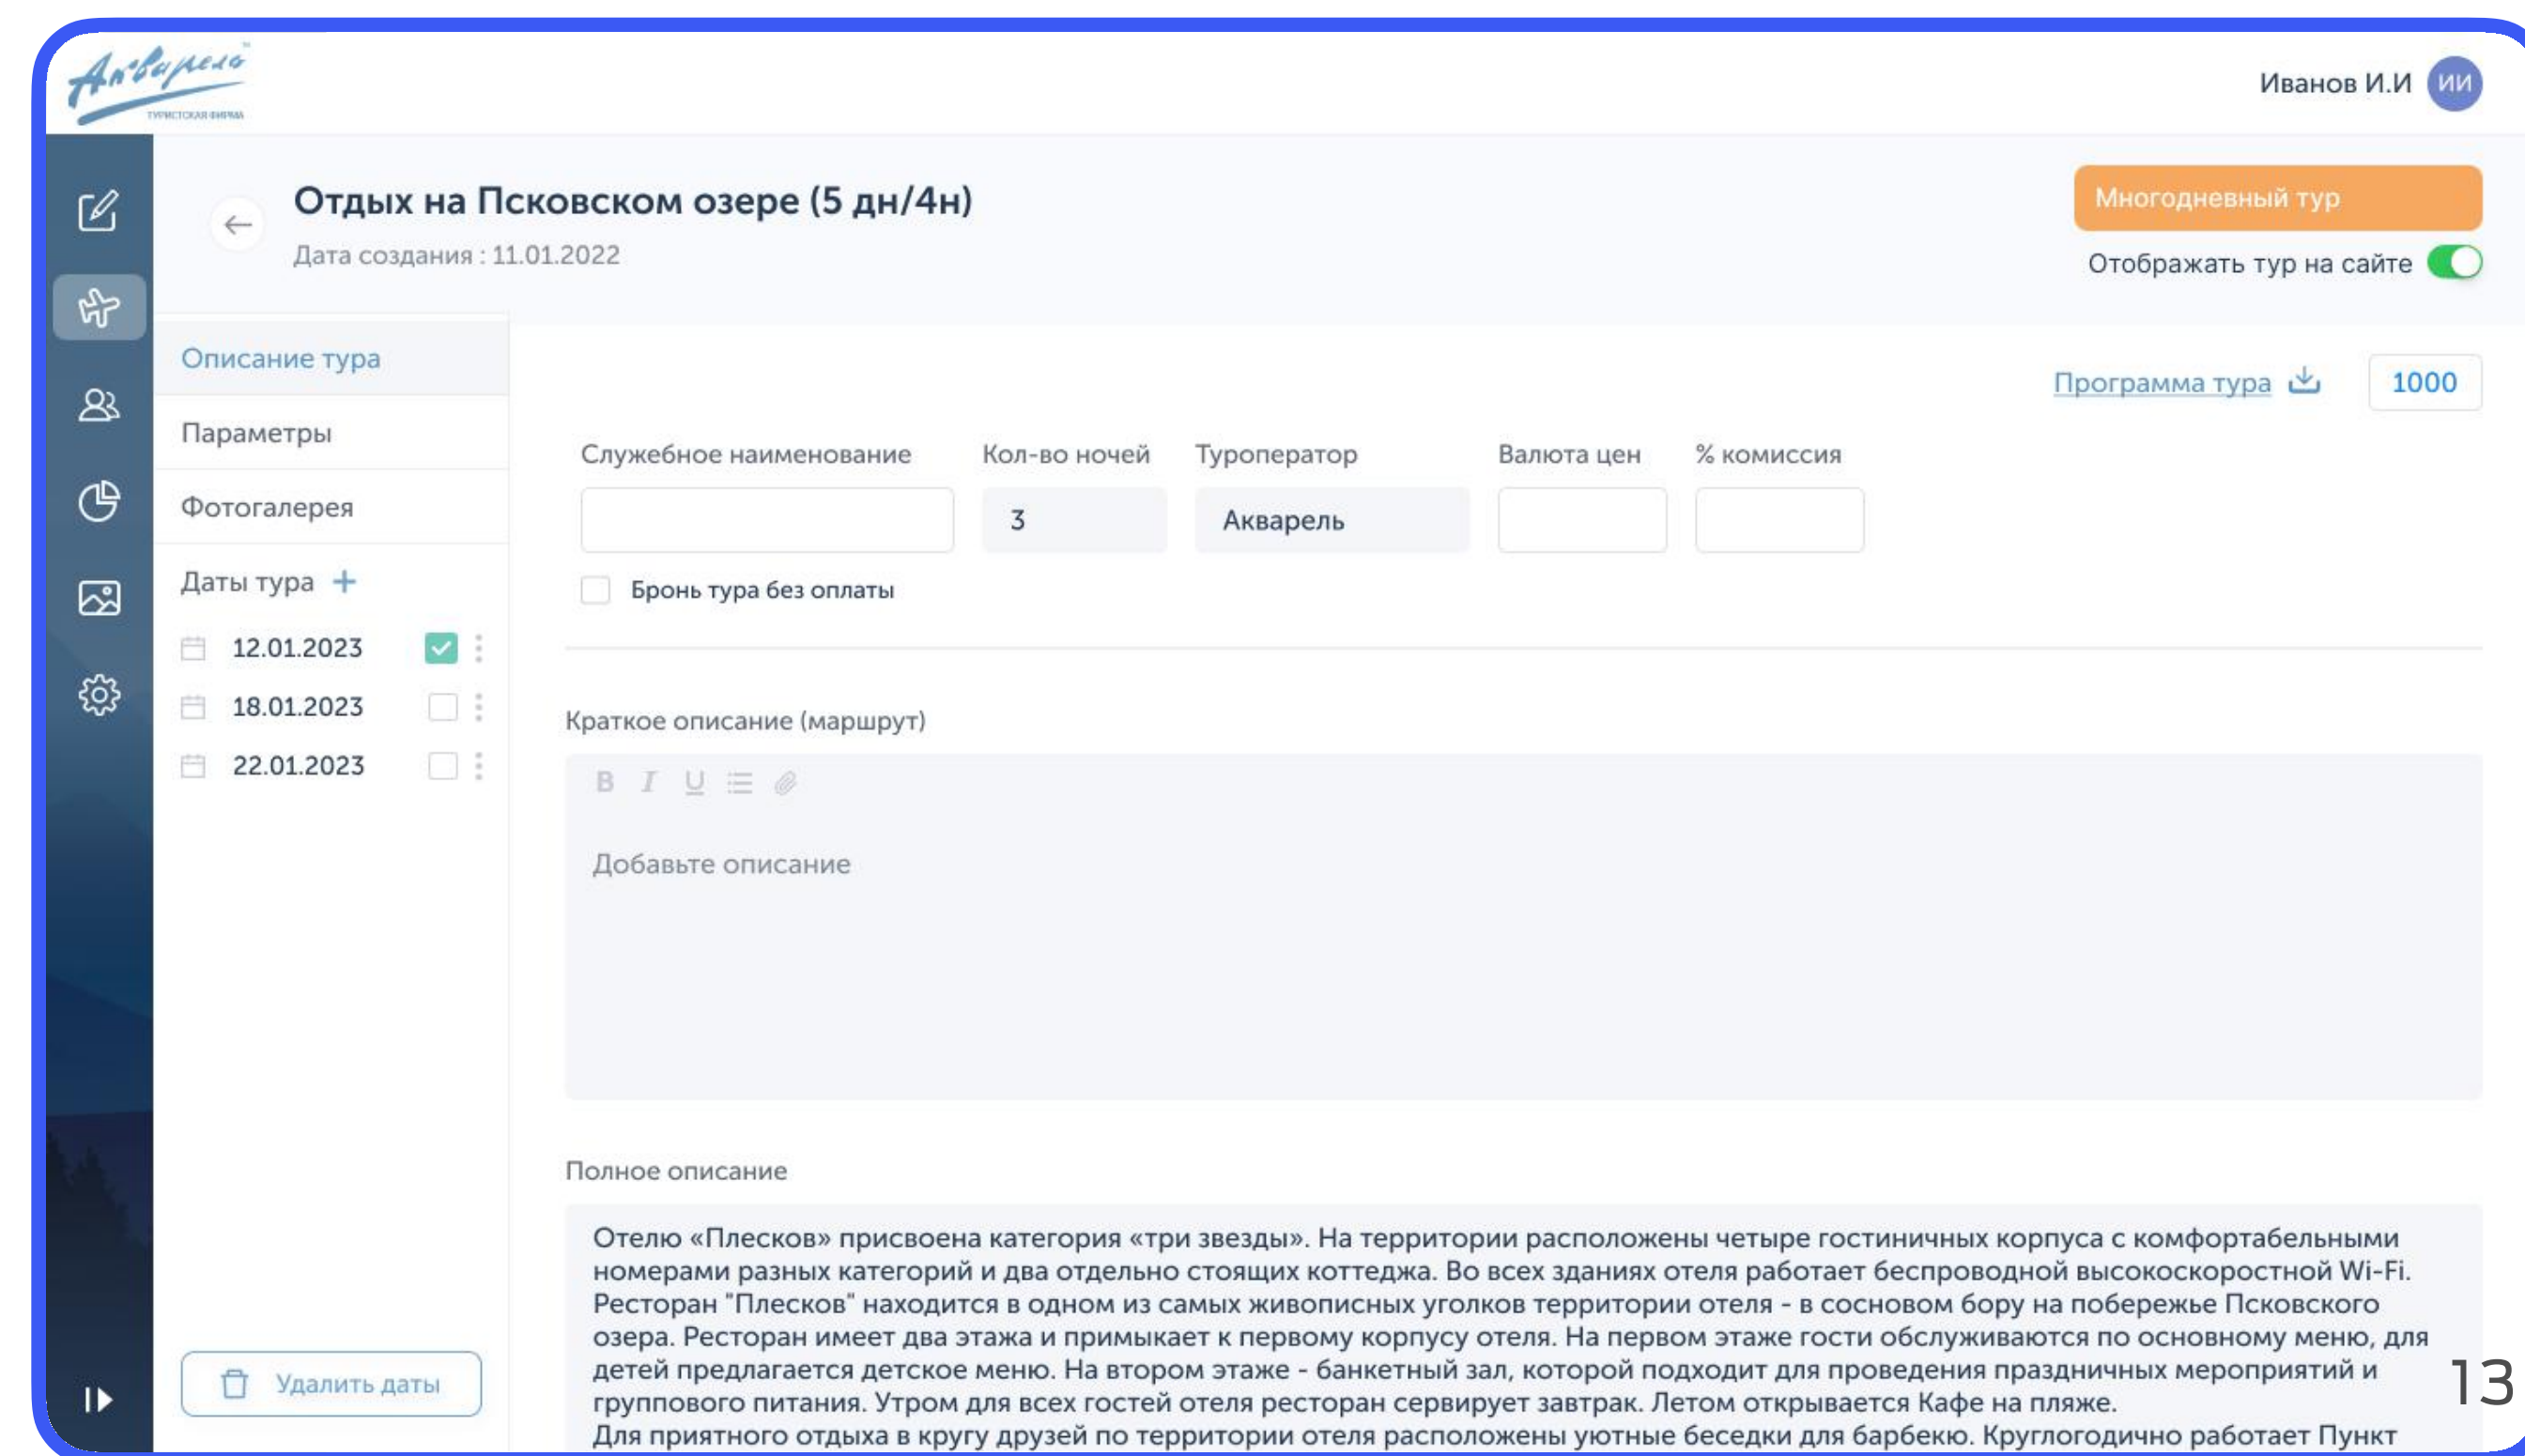 Акварель
ТУРИСТСКАЯ ФИРМА
Иванов И.И ИИ
Отдых на Псковском озере (5 дн/4н)
Дата создания : 11.01.2022
Многодневный тур
Отображать тур на сайте
Описание тура
Параметры
Фотогалерея
Даты тура +
12.01.2023
18.01.2023
22.01.2023
Удалить даты
Программа тура 1000
Служебное наименование Кол-во ночей Туроператор Валюта цен % комиссия
3 Акварель
Бронь тура без оплаты
Краткое описание (маршрут)
B I U
Добавьте описание
Полное описание
Отелю «Плесков» присвоена категория «три звезды». На территории расположены четыре гостиничных корпуса с комфортабельными
номерами разных категорий и два отдельно стоящих коттеджа. Во всех зданиях отеля работает беспроводной высокоскоростной Wi-Fi.
Ресторан "Плесков" находится в одном из самых живописных уголков территории отеля - в сосновом бору на побережье Псковского
озера. Ресторан имеет два этажа и примыкает к первому корпусу отеля. На первом этаже гости обслуживаются по основному меню, для
детей предлагается детское меню. На втором этаже - банкетный зал, которой подходит для проведения праздничных мероприятий и
группового питания. Утром для всех гостей отеля ресторан сервирует завтрак. Летом открывается Кафе на пляже.
Для приятного отдыха в кругу друзей по территории отеля расположены уютные беседки для барбекю. Круглогодично работает Пункт
13